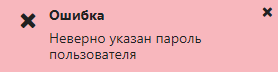 Ошибка
Неверно указан пароль
пользователя